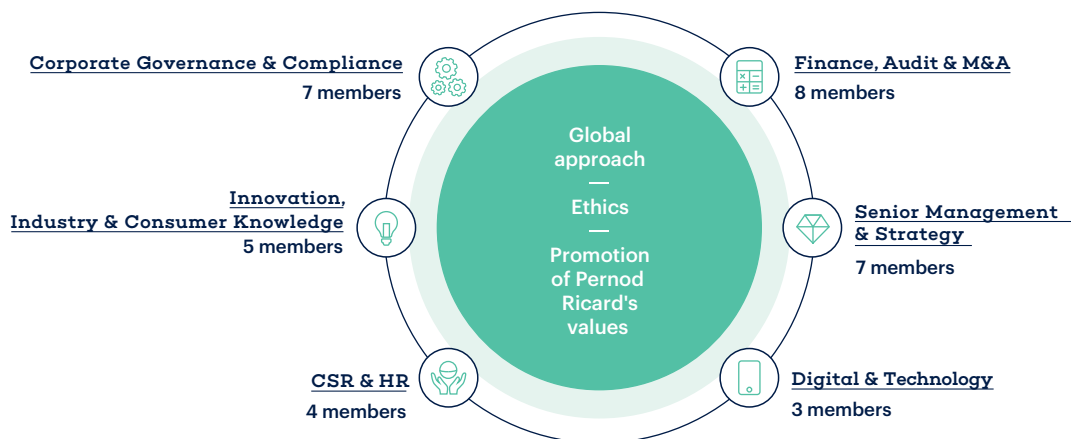 Corporate Governance & Compliance
7 members
Finance, Audit & M&A
8 members
Innovation,
Industry & Consumer Knowledge
5 members
Global
approach
Ethics
Promotion
of Pernod
Ricard's
values
Senior Management
& Strategy
7 members
CSR & HR
4 members
Digital & Technology
3 members